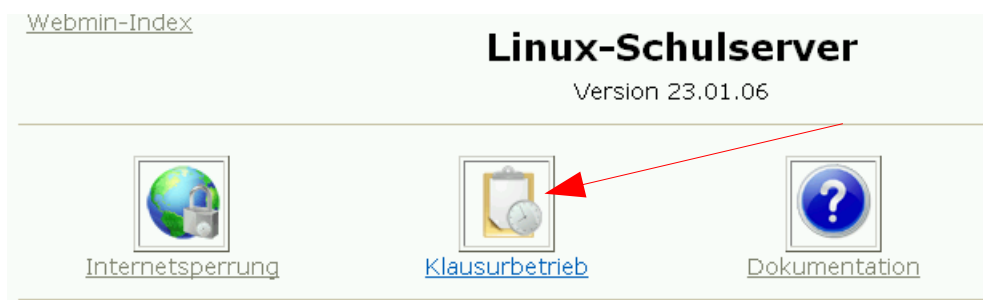 Webmin-Index
Linux-Schulserver
Version 23.01.06
Internetsperrung
Klausurbetrieb
Dokumentation